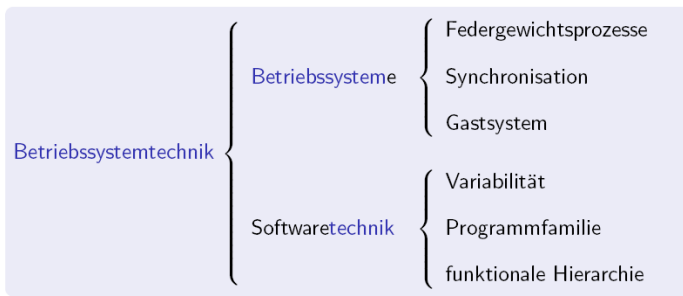 Betriebssystemtechnik
Betriebssysteme
Federgewichtsprozesse
Synchronisation
Gastsystem
Softwaretechnik
Variabilität
Programmfamilie
funktionale Hierarchie